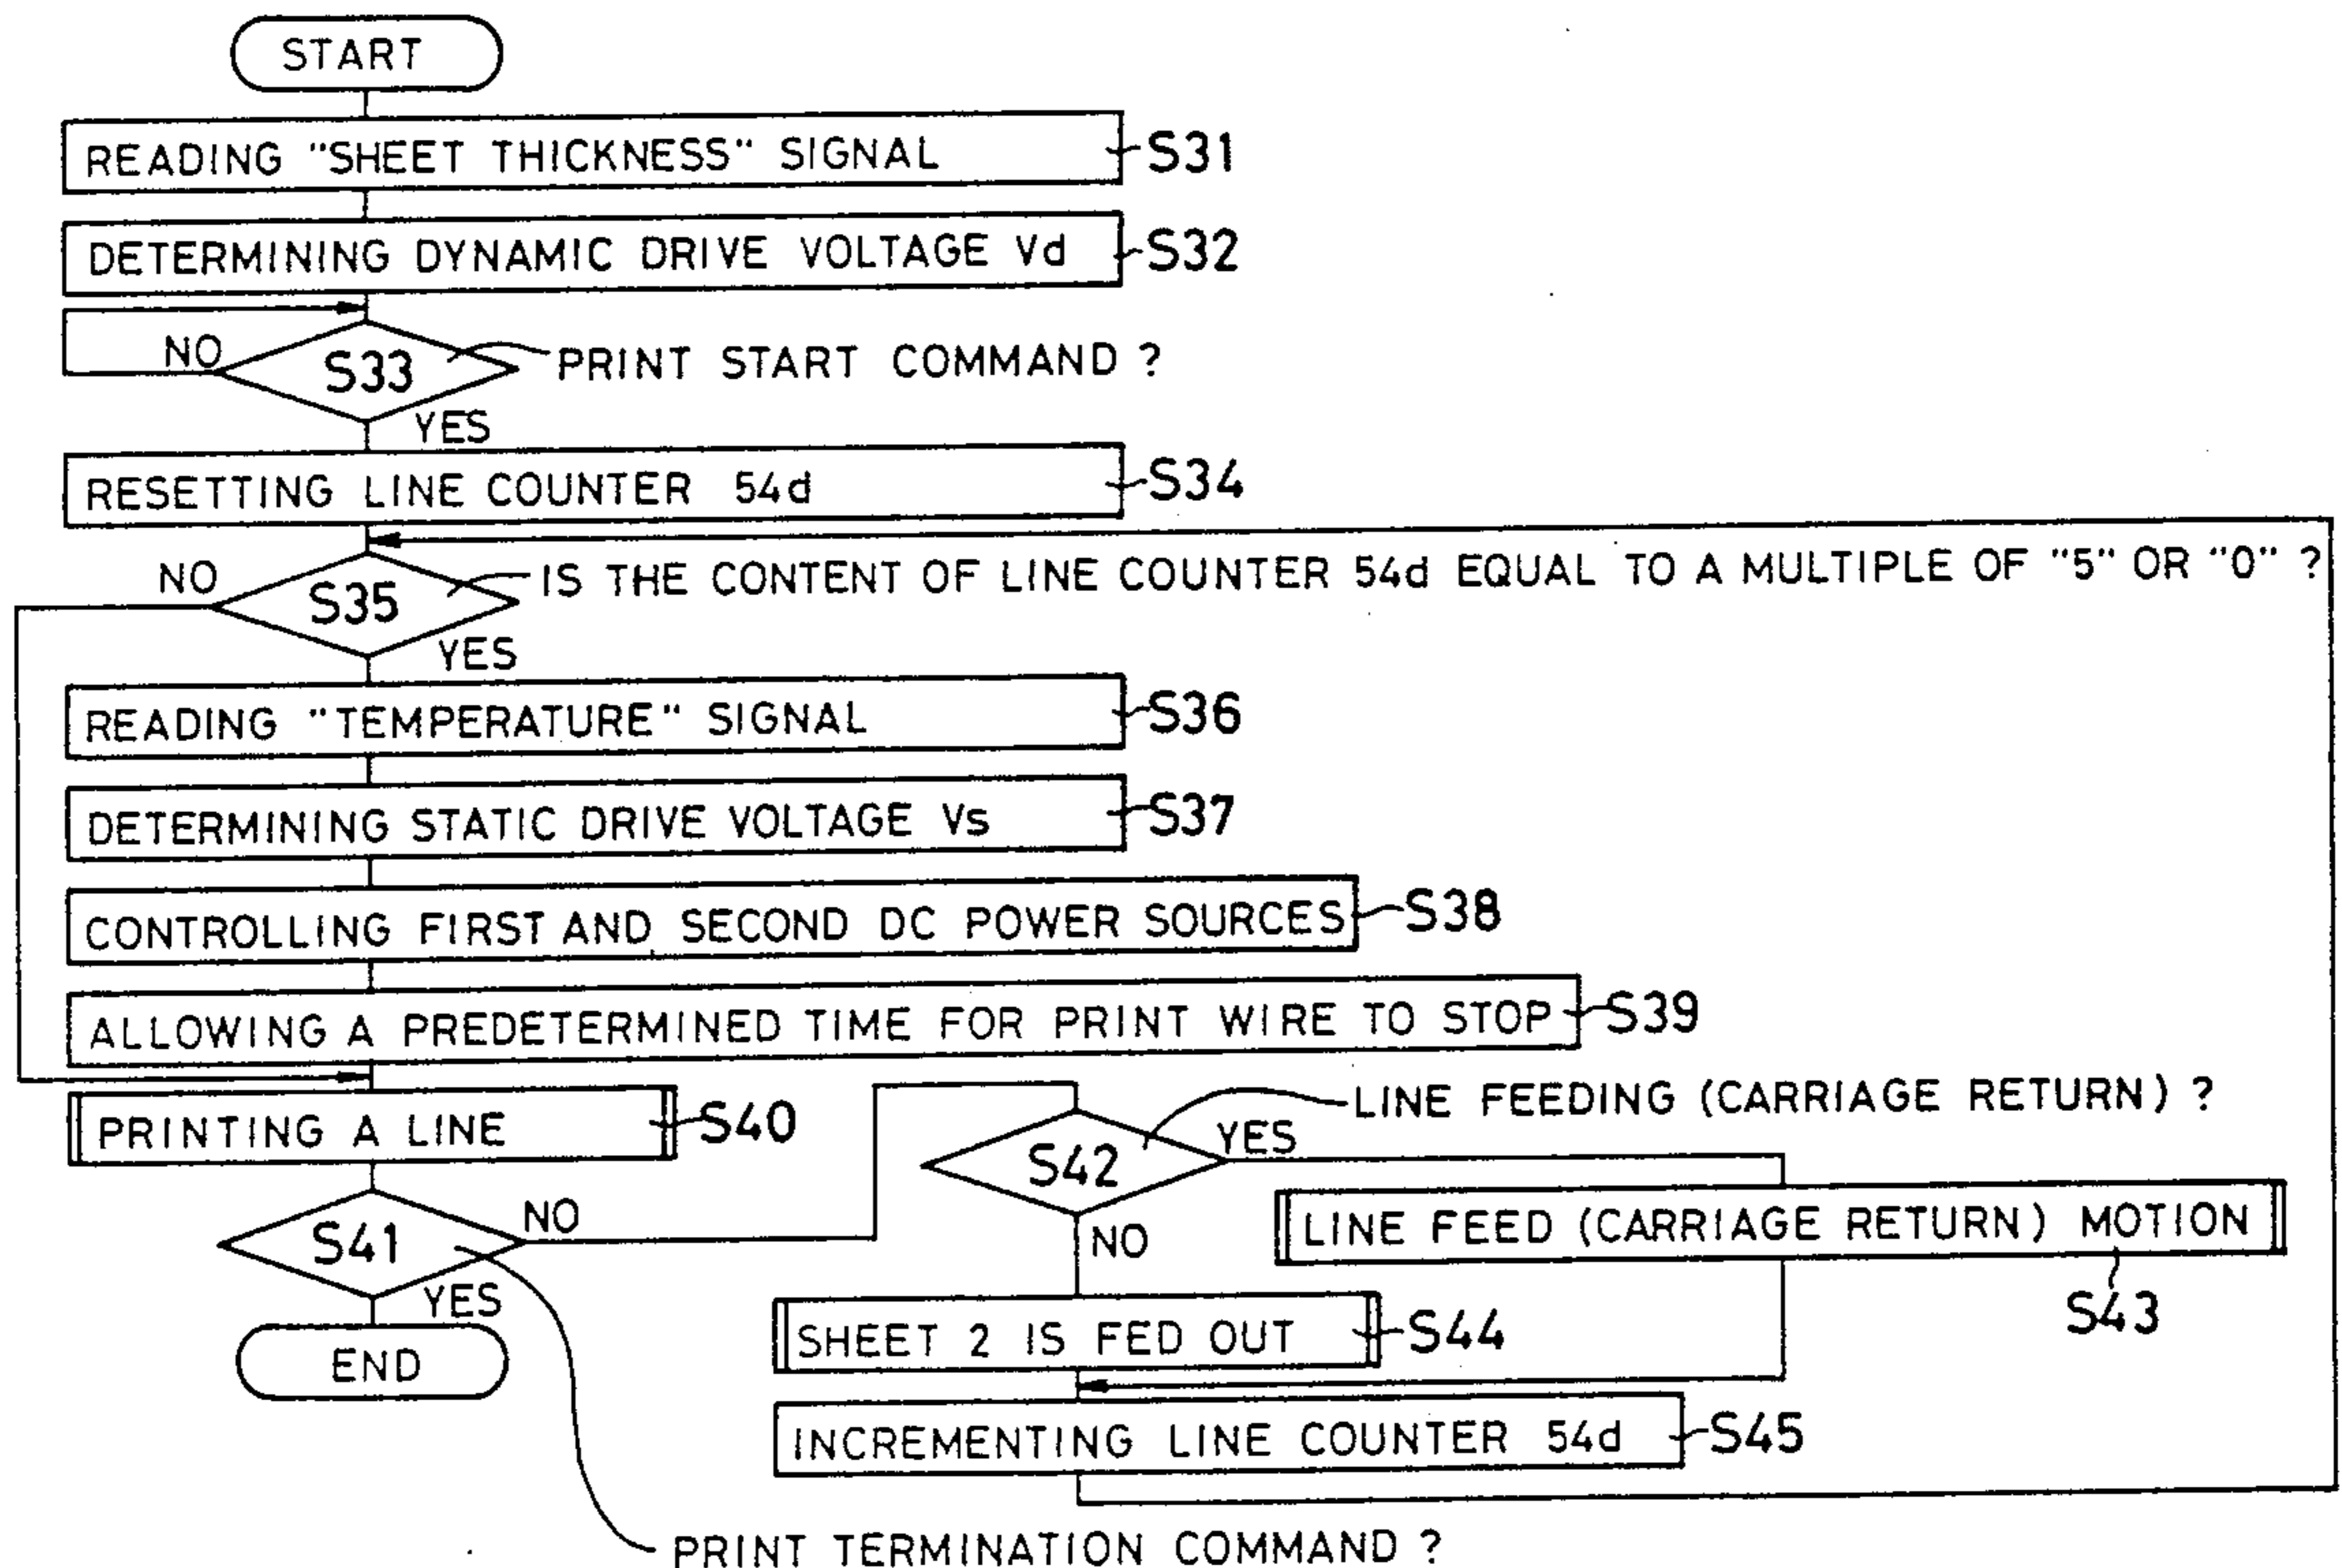 START
READING "SHEET THICKNESS" SIGNAL S31
DETERMINING DYNAMIC DRIVE VOLTAGE Vd S32
NO S33 PRINT START COMMAND ?
YES
RESETTING LINE COUNTER 54d S34
NO S35 IS THE CONTENT OF LINE COUNTER 54d EQUAL TO A MULTIPLE OF "5" OR "0" ?
YES
READING "TEMPERATURE" SIGNAL S36
DETERMINING STATIC DRIVE VOLTAGE Vs S37
CONTROLLING FIRST AND SECOND DC POWER SOURCES S38
ALLOWING A PREDETERMINED TIME FOR PRINT WIRE TO STOP S39
PRINTING A LINE S40
LINE FEEDING (CARRIAGE RETURN) ?
S42 YES
NO
S41 NO
YES
LINE FEED (CARRIAGE RETURN) MOTION
S43
END
SHEET 2 IS FED OUT S44
INCREMENTING LINE COUNTER 54d S45
PRINT TERMINATION COMMAND ?